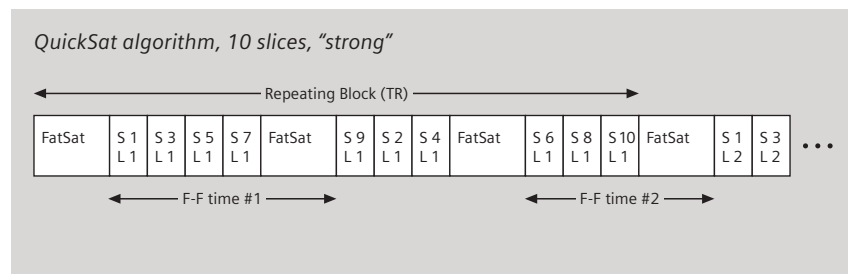 QuickSat algorithm, 10 slices, “strong”
Repeating Block (TR)
FatSat S 1 S 3 S 5 S 7 FatSat S 9 S 2 S 4 FatSat S 6 S 8 S10 FatSat S 1 S 3
L 1 L 1 L 1 L 1 L 1 L 1 L 1 L 1 L 1 L 1 L 2 L 2
F-F time #1 F-F time #2